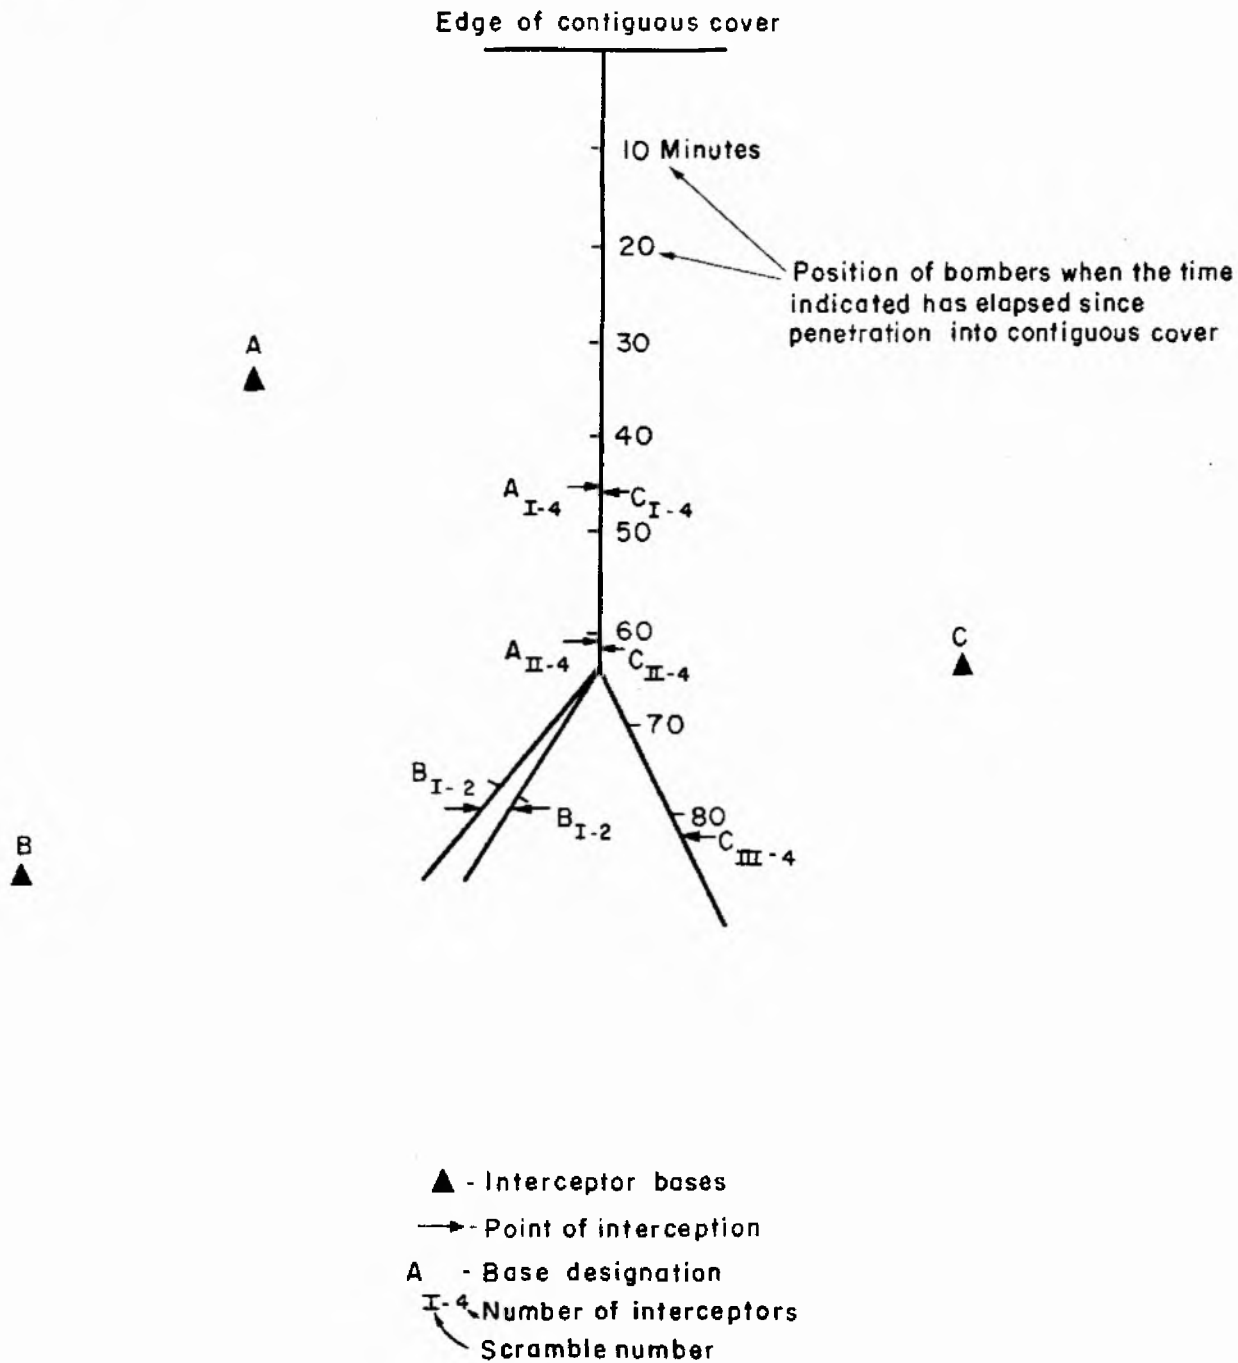 Edge of contiguous cover
10 Minutes
20
Position of bombers when the time
indicated has elapsed since
penetration into contiguous cover
30
A
40
A I-4
C I-4
50
60
A II-4
C II-4
C
70
B I-2
80
B I-2
C III-4
B
▲ - Interceptor bases
→ - Point of interception
A - Base designation
I-4 Number of interceptors
Scramble number